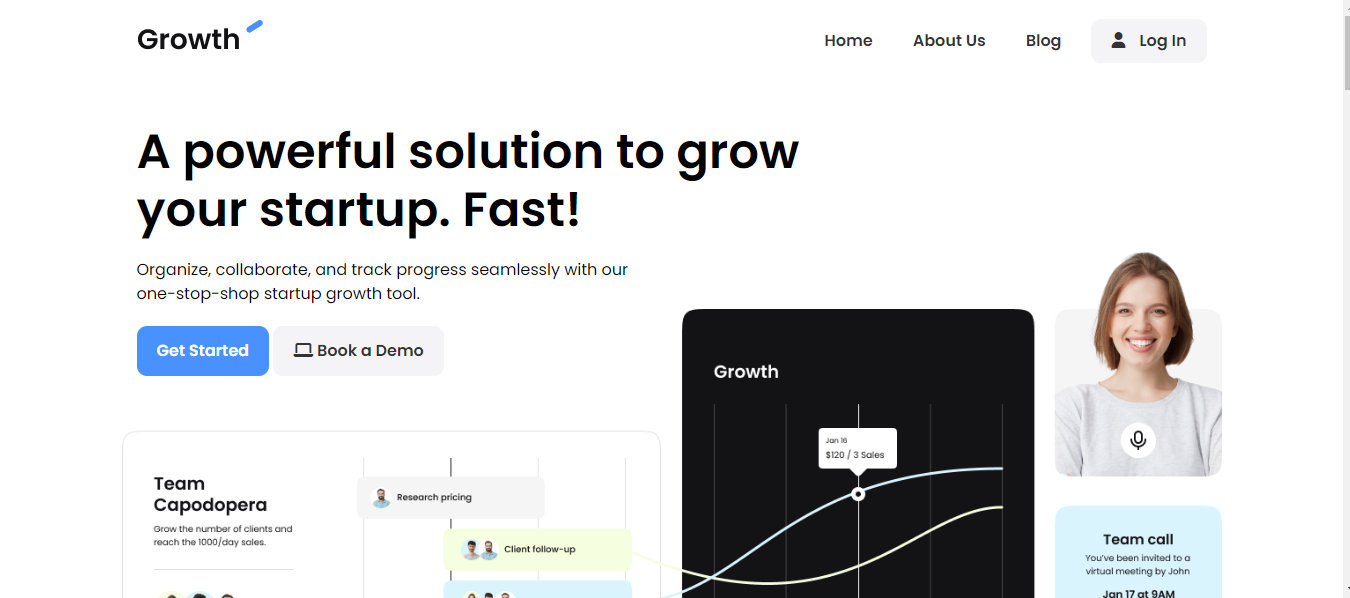 Growth
Home
About Us
Blog
Log In
A powerful solution to grow
your startup. Fast!
Organize, collaborate, and track progress seamlessly with our
one-stop-shop startup growth tool.
Get Started
Book a Demo
Team
Capodopera
Grow the number of clients and
reach the 1000/day sales.
Research pricing
Client follow-up
Growth
Jan 16
$120 / 3 Sales
Team call
You've been invited to a
virtual meeting by John
Jan 17 at 9AM